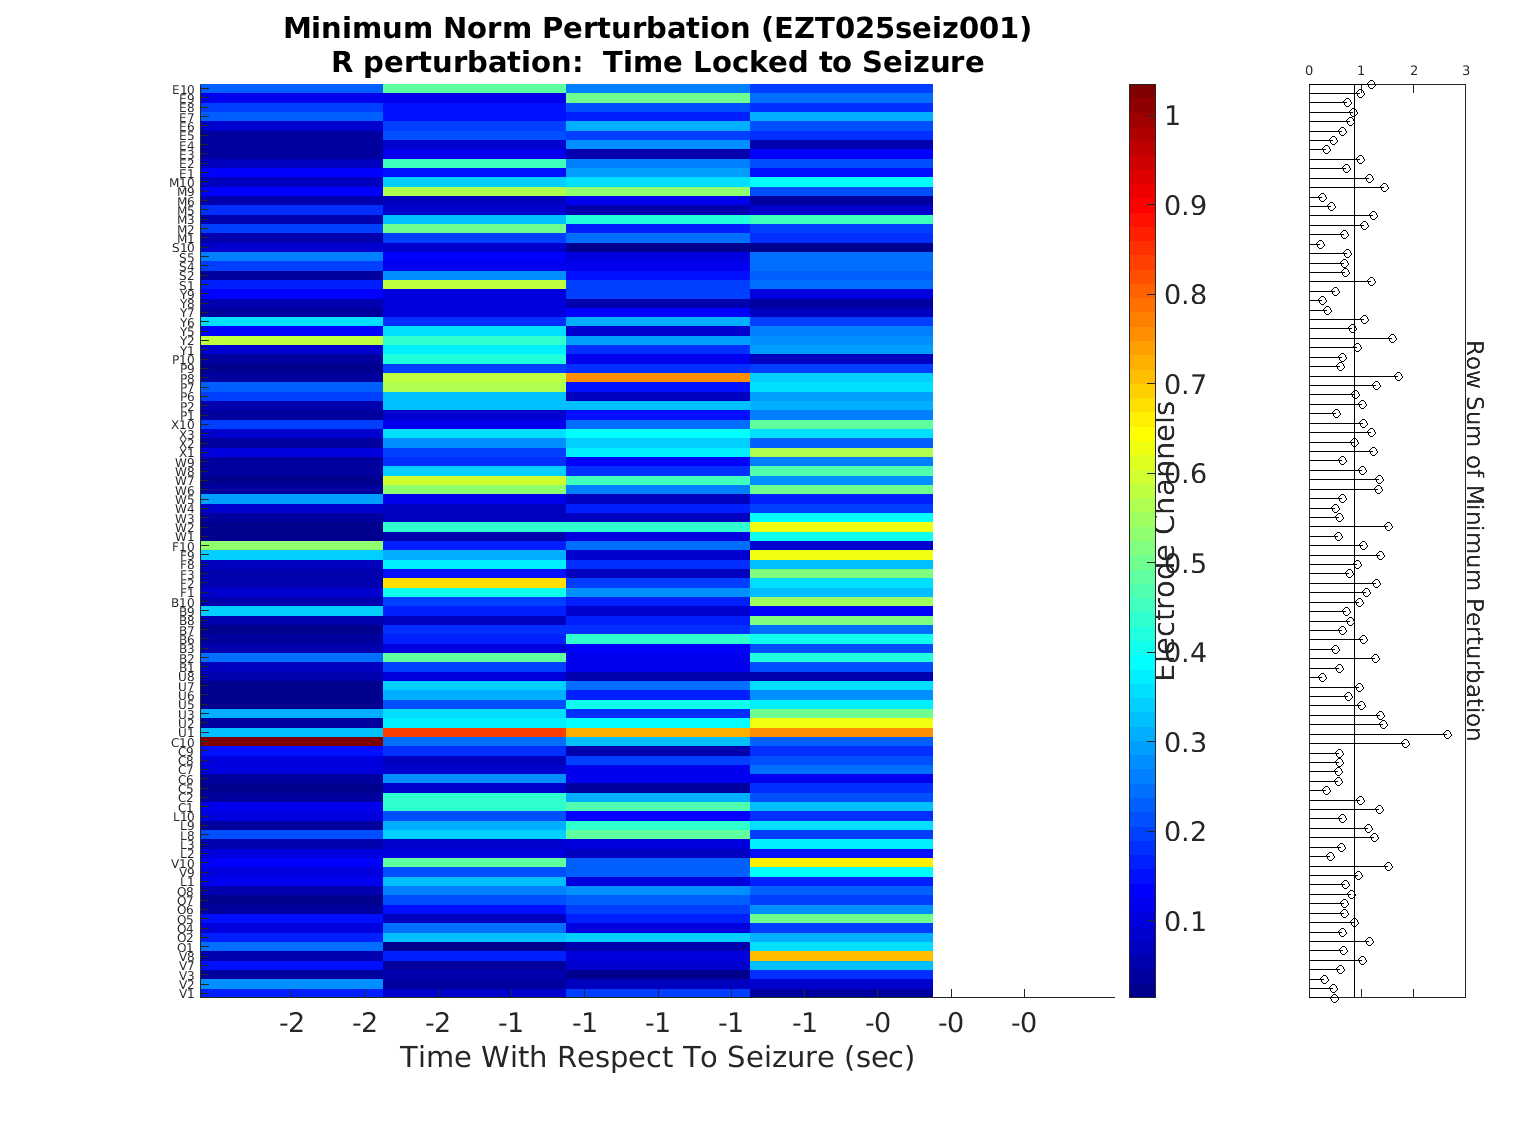 Minimum Norm Perturbation (EZT025seiz001)
R perturbation:  Time Locked to Seizure
E10
E9
E8
E7
E6
E5
E4
E3
E2
E1
M10
M9
M6
M5
M3
M2
M1
S10
S5
S4
S2
S1
Y9
Y8
Y7
Y6
Y5
Y2
Y1
P10
P9
P8
P7
P6
P2
P1
X10
X3
X2
X1
W9
W8
W7
W6
W5
W4
W3
W2
W1
F10
F9
F8
F3
F2
F1
B10
B9
B8
B7
B6
B3
B2
B1
U8
U7
U6
U5
U3
U2
U1
C10
C9
C8
C7
C6
C5
C2
C1
L10
L9
L8
L3
L2
V10
V9
L1
O8
O7
O6
O5
O4
O2
O1
V8
V7
V3
V2
V1
-2 -2 -2 -1 -1 -1 -1 -1 -0 -0 -0
Time With Respect To Seizure (sec)
1
0.9
0.8
0.7
0.6
0.5
0.4
0.3
0.2
0.1
Electrode Channels
0 1 2 3
Row Sum of Minimum Perturbation